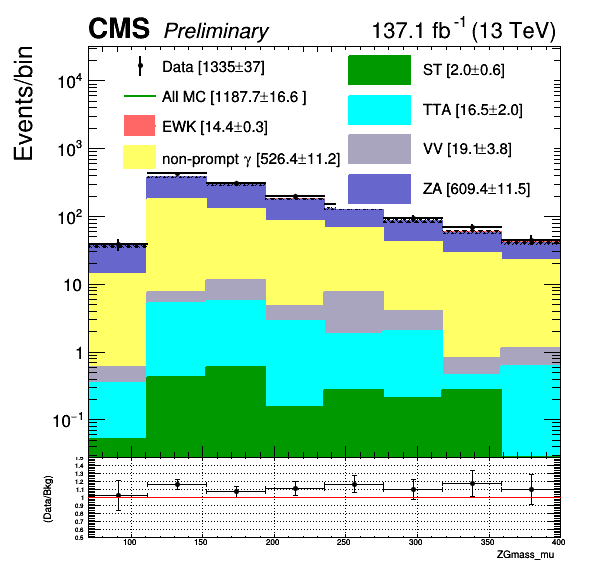 CMS Preliminary 137.1 fb⁻¹ (13 TeV)
Events/bin
Data [1335±37]
All MC [1187.7±16.6 ]
EWK [14.4±0.3]
non-prompt γ [526.4±11.2]
ST [2.0±0.6]
TTA [16.5±2.0]
VV [19.1±3.8]
ZA [609.4±11.5]
10⁴
10³
10²
10
1
10⁻¹
(Data/Bkg)
1.5
1.4
1.3
1.2
1.1
1
0.9
0.8
0.7
0.6
0.5
100 150 200 250 300 350 400
ZGmass_mu